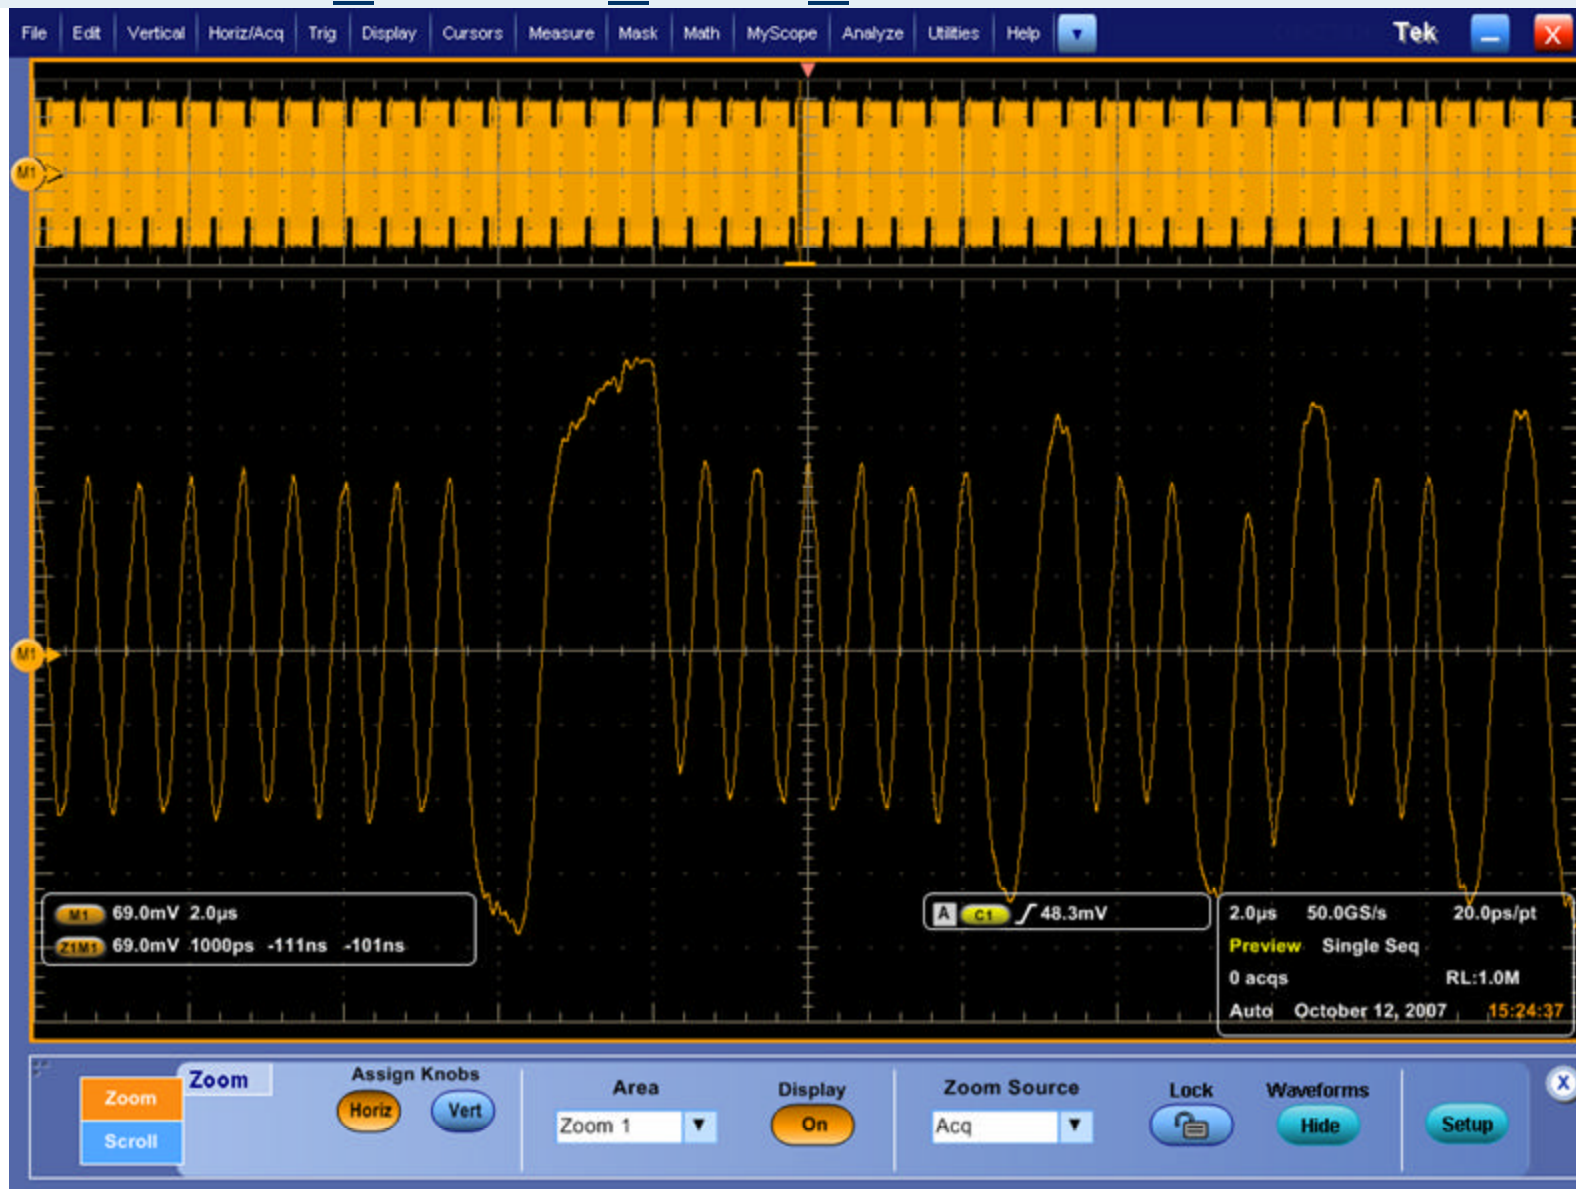 File Edit Vertical Horiz/Acq Trig Display Cursors Measure Mask Math MyScope Analyze Utilities Help Tek X
M1
M1
M1 69.0mV 2.0µs
Z1M1 69.0mV 1000ps -111ns -101ns
A C1 48.3mV
2.0µs 50.0GS/s 20.0ps/pt
Preview Single Seq
0 acqs RL:1.0M
Auto October 12, 2007 15:24:37
Zoom
Scroll
Zoom
Assign Knobs
Horiz Vert
Area
Zoom 1
Display
On
Zoom Source
Acq
Lock
Waveforms
Hide
Setup
X